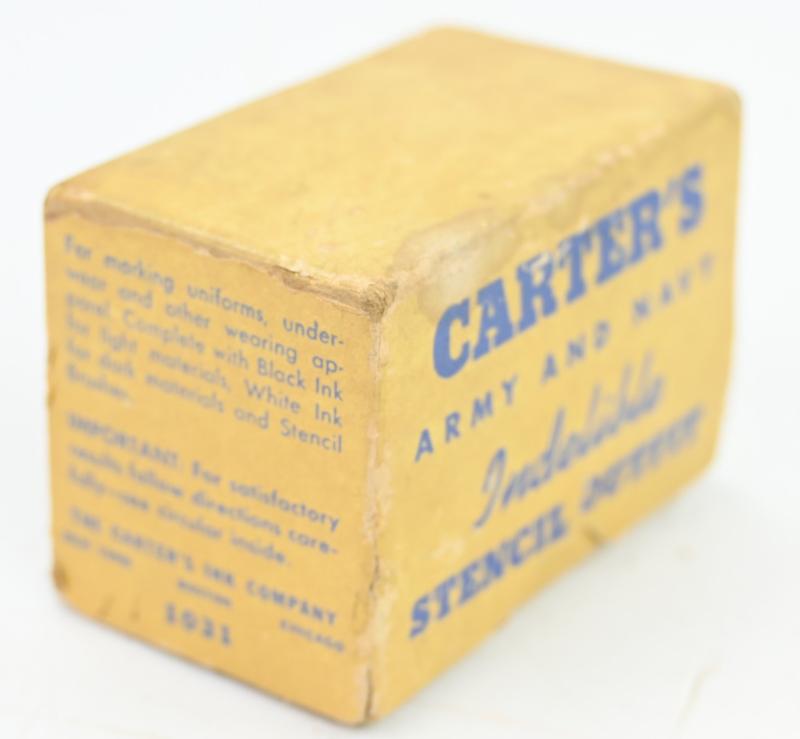 For marking uniforms, under-
wear and other wearing ap-
parel. Complete with Black Ink
for light materials, White Ink
for dark materials and Stencil
Brushes.
IMPORTANT: For satisfactory
results follow directions care-
fully—see circular inside.
THE CARTER'S INK COMPANY
NEW YORK BOSTON CHICAGO
1031
CARTER'S
ARMY AND NAVY
Indelible
STENCIL OUTFIT